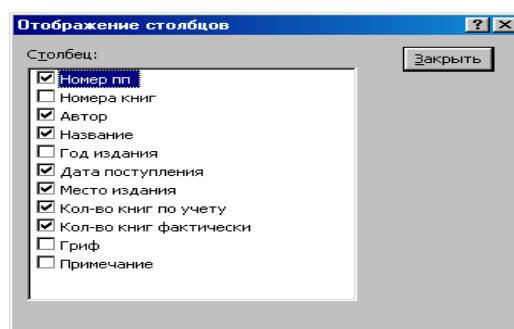 Отображение столбцов
Столбец:
Закрыть
Номер пп
Номера книг
Автор
Название
Год издания
Дата поступления
Место издания
Кол-во книг по учету
Кол-во книг фактически
Гриф
Примечание